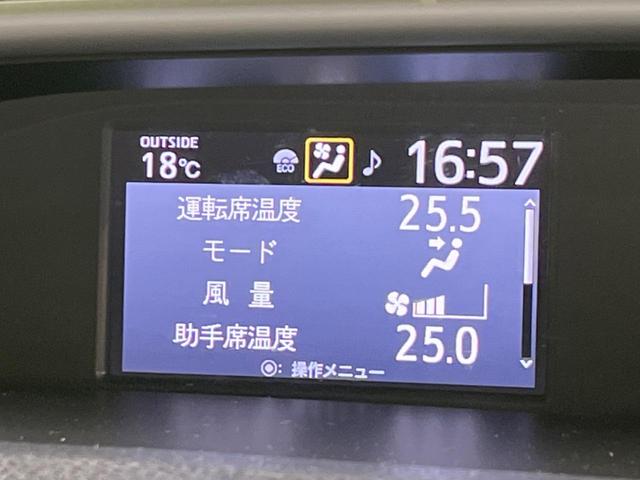 OUTSIDE
18℃ ECO 16:57
運転席温度 25.5
モード
風 量
助手席温度 25.0
◉: 操作メニュー